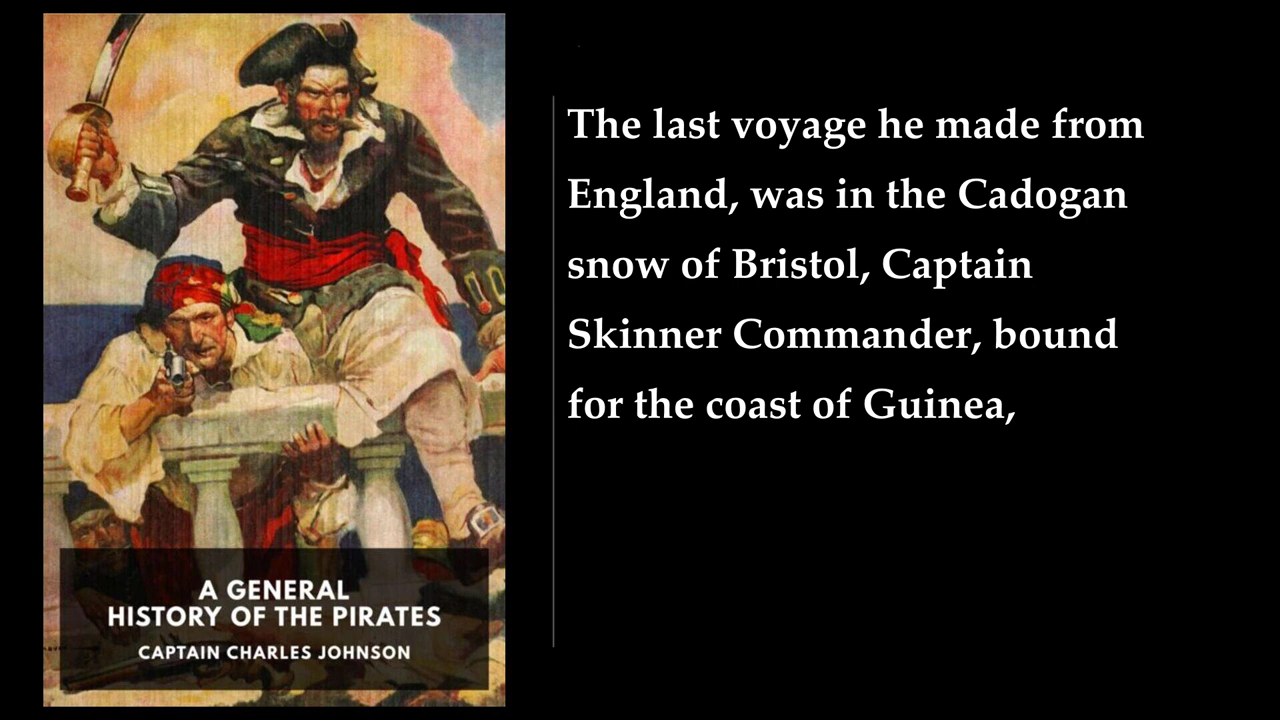 The last voyage he made from
England, was in the Cadogan
snow of Bristol, Captain
Skinner Commander, bound
for the coast of Guinea,
A GENERAL
HISTORY OF THE PIRATES
CAPTAIN CHARLES JOHNSON